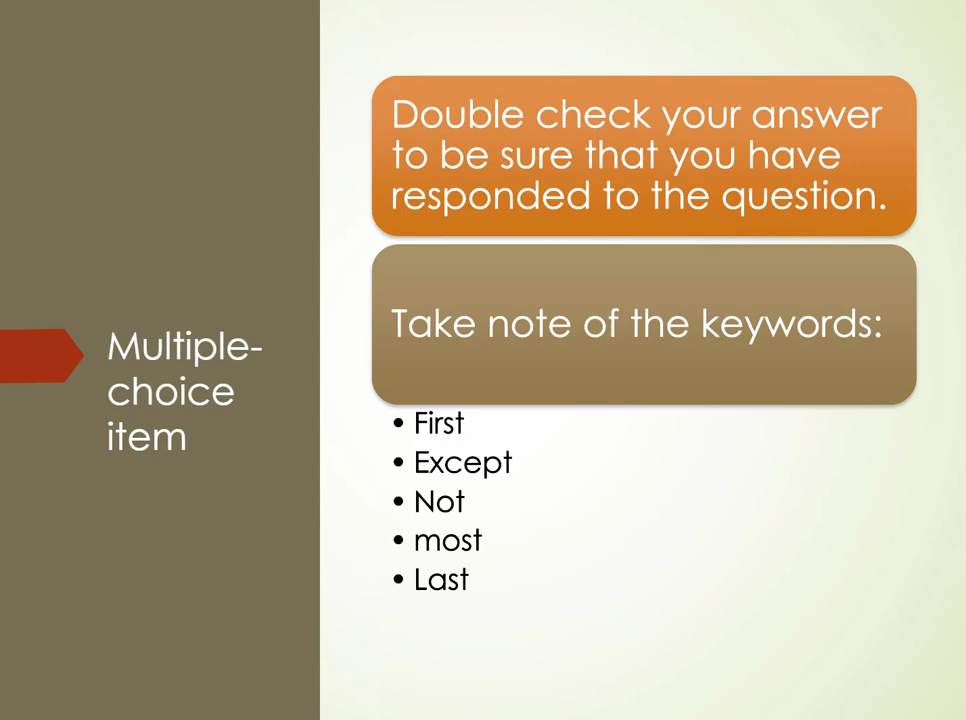 Multiple-
choice
item
Double check your answer
to be sure that you have
responded to the question.
Take note of the keywords:
• First
• Except
• Not
• most
• Last